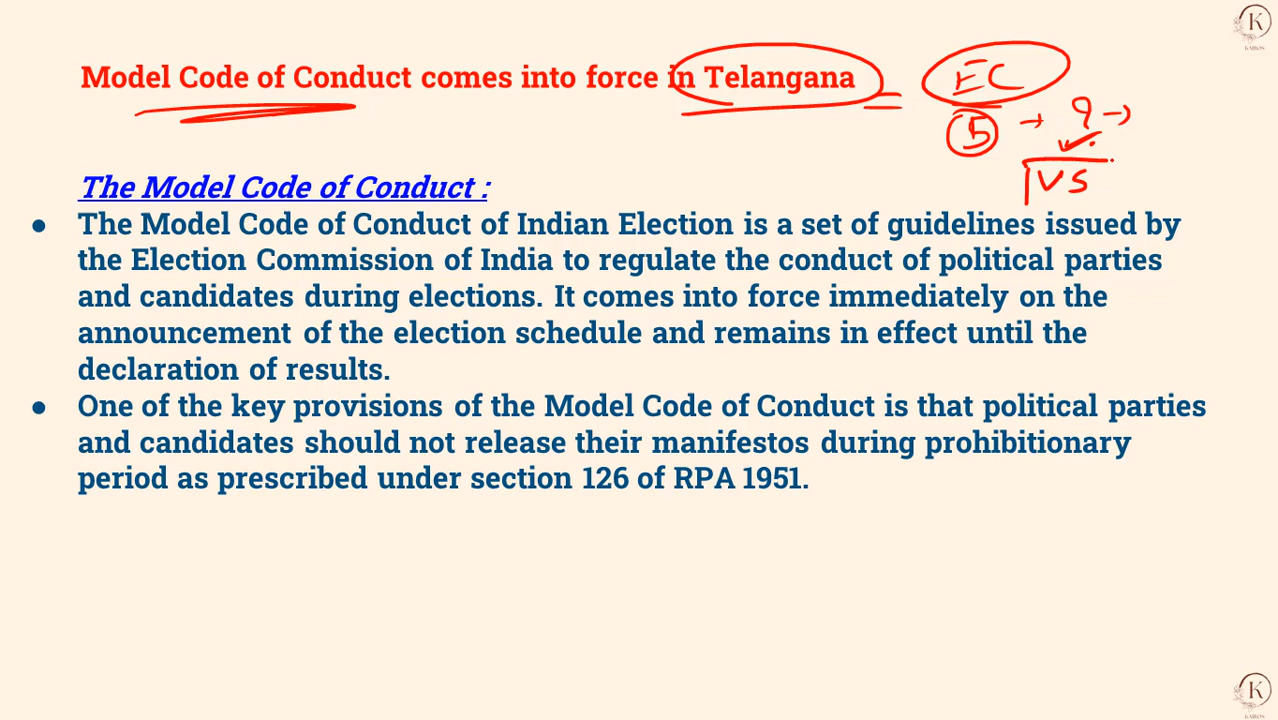 K
KAIROS
Model Code of Conduct comes into force in Telangana
EC
5 → 9 →
VS
The Model Code of Conduct :
● The Model Code of Conduct of Indian Election is a set of guidelines issued by
the Election Commission of India to regulate the conduct of political parties
and candidates during elections. It comes into force immediately on the
announcement of the election schedule and remains in effect until the
declaration of results.
● One of the key provisions of the Model Code of Conduct is that political parties
and candidates should not release their manifestos during prohibitionary
period as prescribed under section 126 of RPA 1951.
K
KAIROS